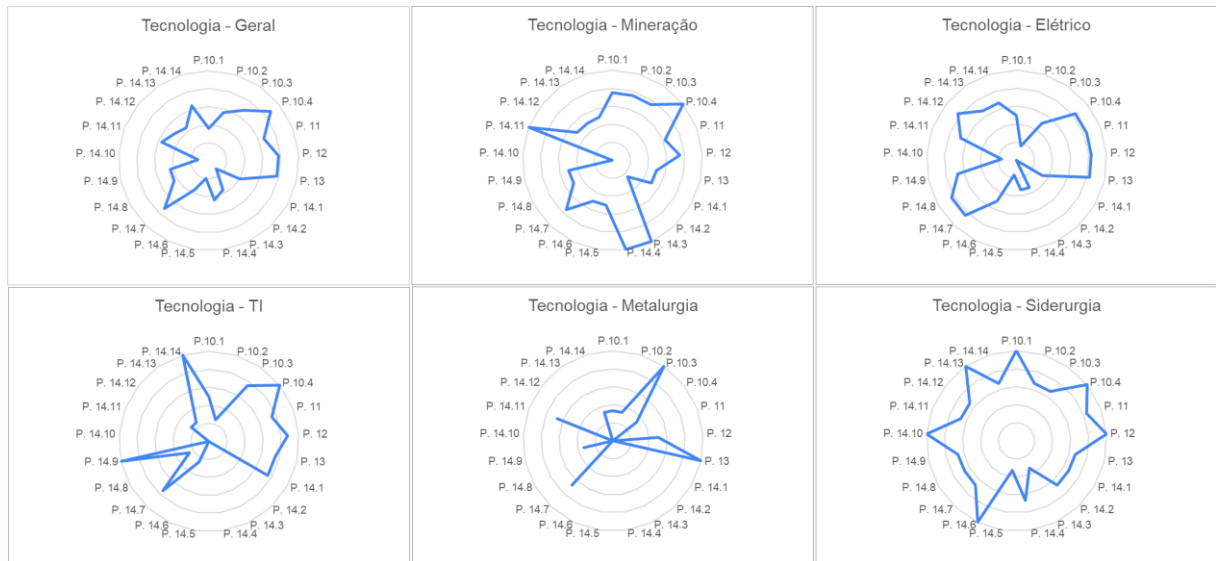 Tecnologia - Geral
P.10.1
P.10.2
P.10.3
P.10.4
P. 11
P. 12
P. 13
P. 14.1
P. 14.2
P. 14.3
P. 14.4
P. 14.5
P. 14.6
P. 14.7
P. 14.8
P. 14.9
P. 14.10
P. 14.11
P. 14.12
P. 14.13
P. 14.14
Tecnologia - Mineração
P.10.1
P.10.2
P.10.3
P.10.4
P. 11
P. 12
P. 13
P. 14.1
P. 14.2
P. 14.3
P. 14.4
P. 14.5
P. 14.6
P. 14.7
P. 14.8
P. 14.9
P. 14.10
P. 14.11
P. 14.12
P. 14.13
P. 14.14
Tecnologia - Elétrico
P.10.1
P.10.2
P.10.3
P.10.4
P. 11
P. 12
P. 13
P. 14.1
P. 14.2
P. 14.3
P. 14.4
P. 14.5
P. 14.6
P. 14.7
P. 14.8
P. 14.9
P. 14.10
P. 14.11
P. 14.12
P. 14.13
P. 14.14
Tecnologia - TI
P.10.1
P.10.2
P.10.3
P.10.4
P. 11
P. 12
P. 13
P. 14.1
P. 14.2
P. 14.3
P. 14.4
P. 14.5
P. 14.6
P. 14.7
P. 14.8
P. 14.9
P. 14.10
P. 14.11
P. 14.12
P. 14.13
P. 14.14
Tecnologia - Metalurgia
P.10.1
P.10.2
P.10.3
P.10.4
P. 11
P. 12
P. 13
P. 14.1
P. 14.2
P. 14.3
P. 14.4
P. 14.5
P. 14.6
P. 14.7
P. 14.8
P. 14.9
P. 14.10
P. 14.11
P. 14.12
P. 14.13
P. 14.14
Tecnologia - Siderurgia
P.10.1
P.10.2
P.10.3
P.10.4
P. 11
P. 12
P. 13
P. 14.1
P. 14.2
P. 14.3
P. 14.4
P. 14.5
P. 14.6
P. 14.7
P. 14.8
P. 14.9
P. 14.10
P. 14.11
P. 14.12
P. 14.13
P. 14.14